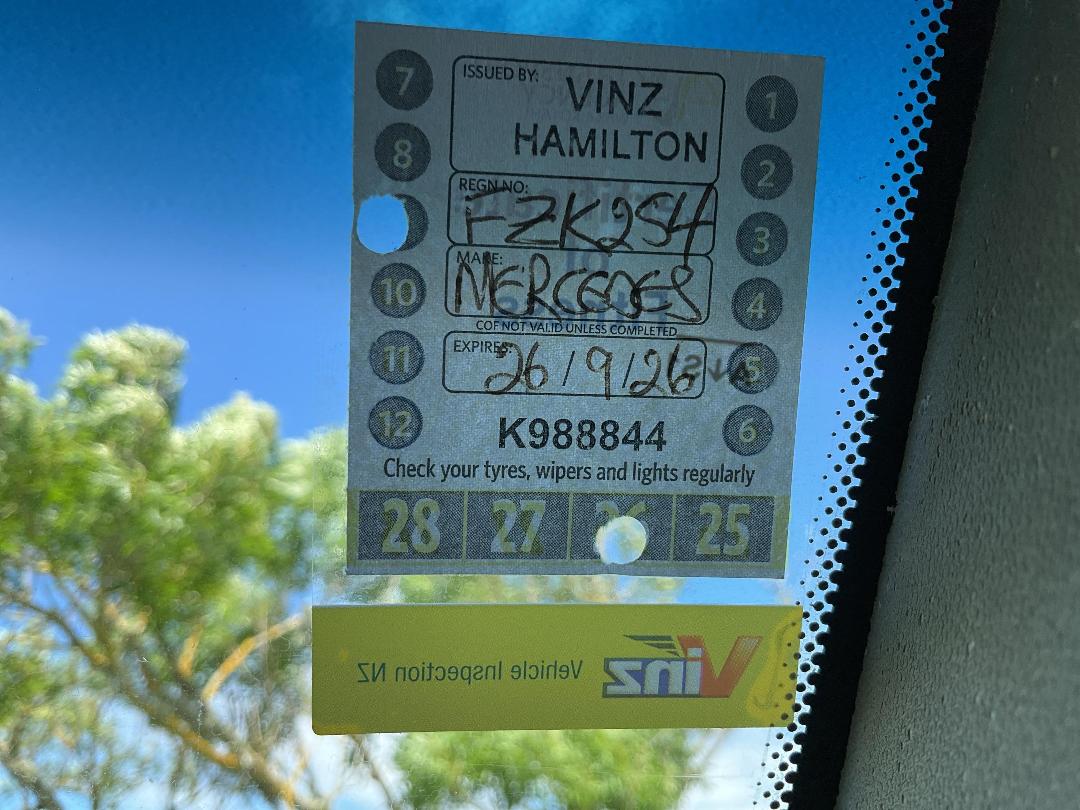 7
ISSUED BY:
VINZ
HAMILTON
1
8
2
REGN NO:
FZK254
3
MAKE:
MERCEDES
10
4
COF NOT VALID UNLESS COMPLETED
11
EXPIRES:
26/9/26
5
12
K988844
6
Check your tyres, wipers and lights regularly
28 27 26 25
Vehicle Inspection NZ
Vinz